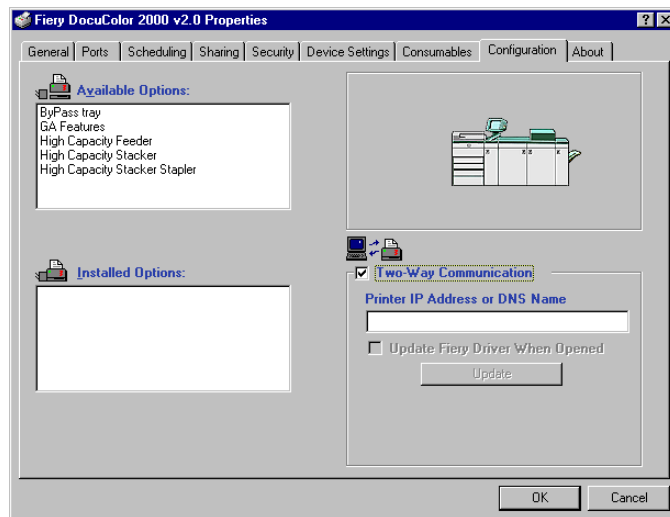 Fiery DocuColor 2000 v2.0 Properties
General Ports Scheduling Sharing Security Device Settings Consumables Configuration About
Available Options:
ByPass tray
GA Features
High Capacity Feeder
High Capacity Stacker
High Capacity Stacker Stapler
Installed Options:
Two-Way Communication
Printer IP Address or DNS Name
Update Fiery Driver When Opened
Update
OK Cancel